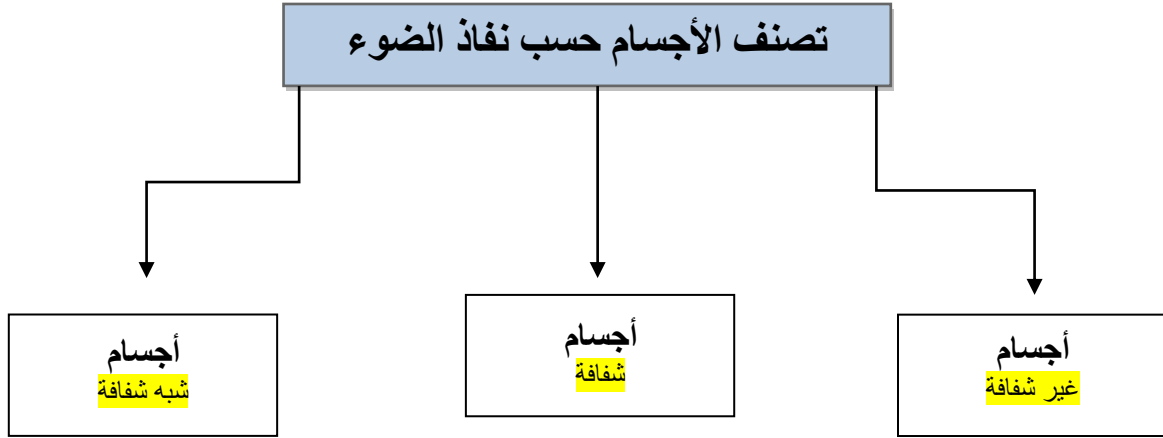 تصنف الأجسام حسب نفاذ الضوء
أجسام
غير شفافة
أجسام
شفافة
أجسام
شبه شفافة